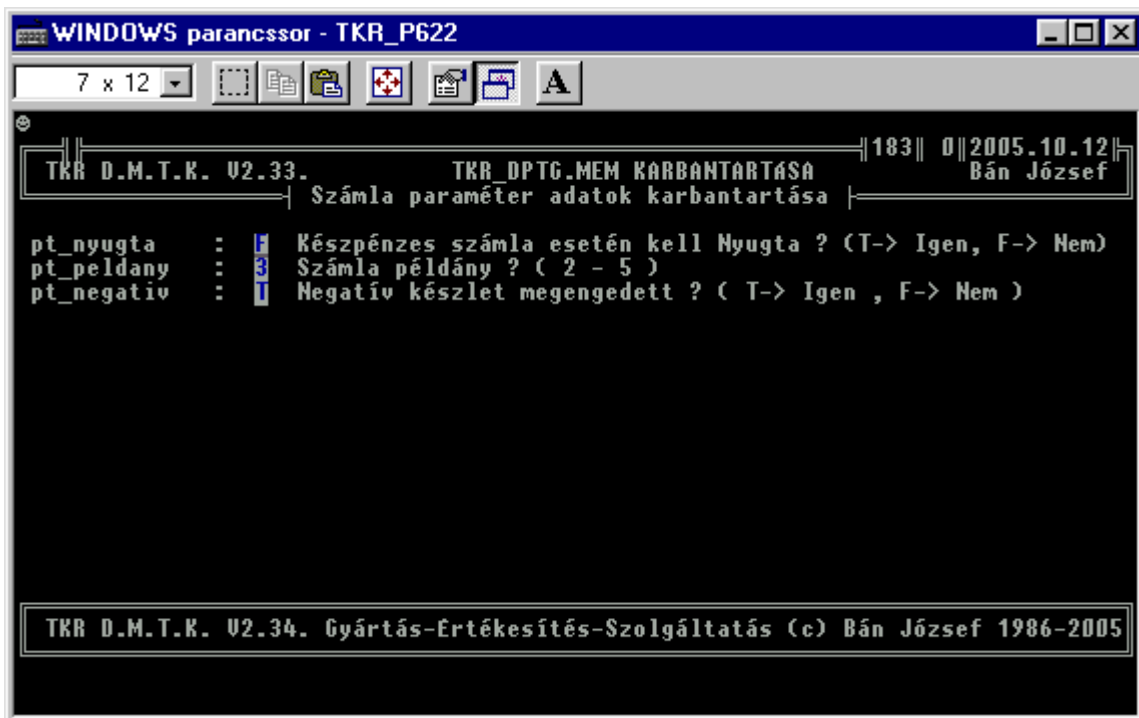 WINDOWS parancssor - TKR_P622
7 x 12
A
183 0 2005.10.12
TKR D.M.T.K. V2.33. TKR_DPTG.MEM KARBANTARTáSA Bán József
Számla paraméter adatok karbantartása
pt_nyugta : F Készpénzes számla esetén kell Nyugta ? (T-> Igen, F-> Nem)
pt_peldany : 3 Számla példány ? ( 2 - 5 )
pt_negativ : T Negatív készlet megengedett ? ( T-> Igen , F-> Nem )
TKR D.M.T.K. V2.34. Gyártás-Ertékesítés-Szolgáltatás (c) Bán József 1986-2005